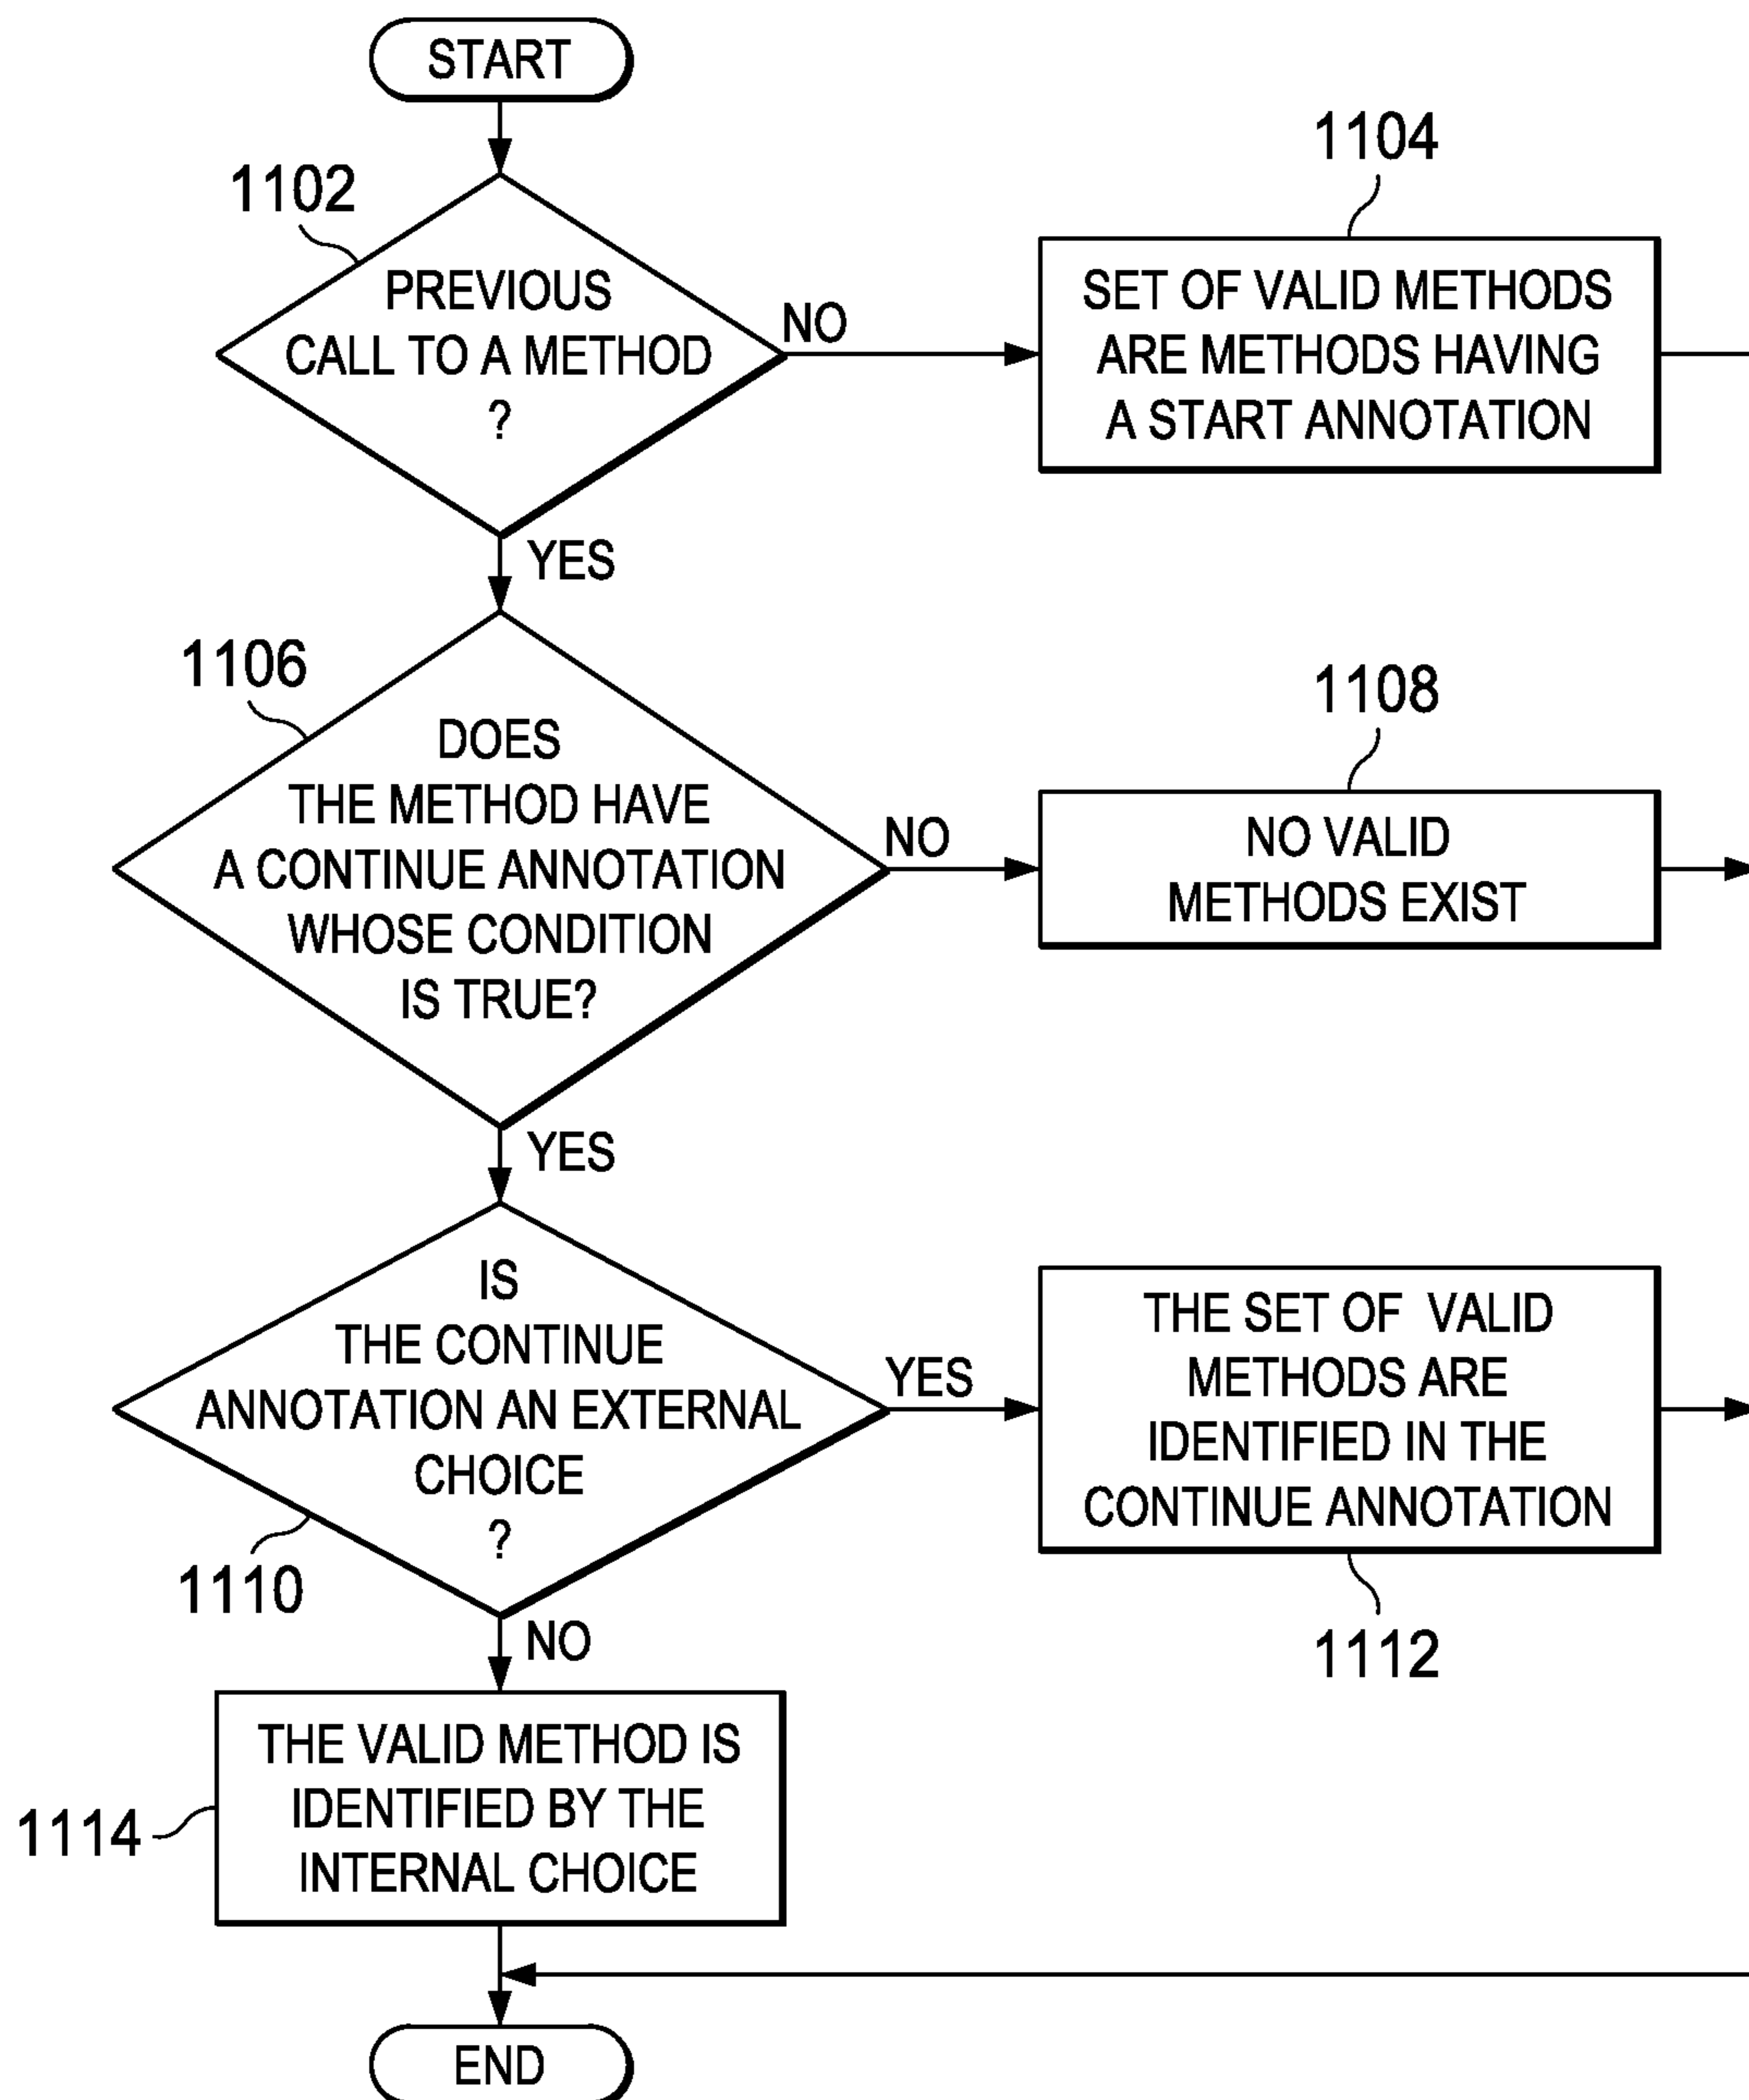 START
1102
PREVIOUS
CALL TO A METHOD
?
NO
1104
SET OF VALID METHODS
ARE METHODS HAVING
A START ANNOTATION
YES
1106
DOES
THE METHOD HAVE
A CONTINUE ANNOTATION
WHOSE CONDITION
IS TRUE?
NO
1108
NO VALID
METHODS EXIST
YES
IS
THE CONTINUE
ANNOTATION AN EXTERNAL
CHOICE
?
1110
YES
THE SET OF VALID
METHODS ARE
IDENTIFIED IN THE
CONTINUE ANNOTATION
1112
NO
THE VALID METHOD IS
IDENTIFIED BY THE
INTERNAL CHOICE
1114
END